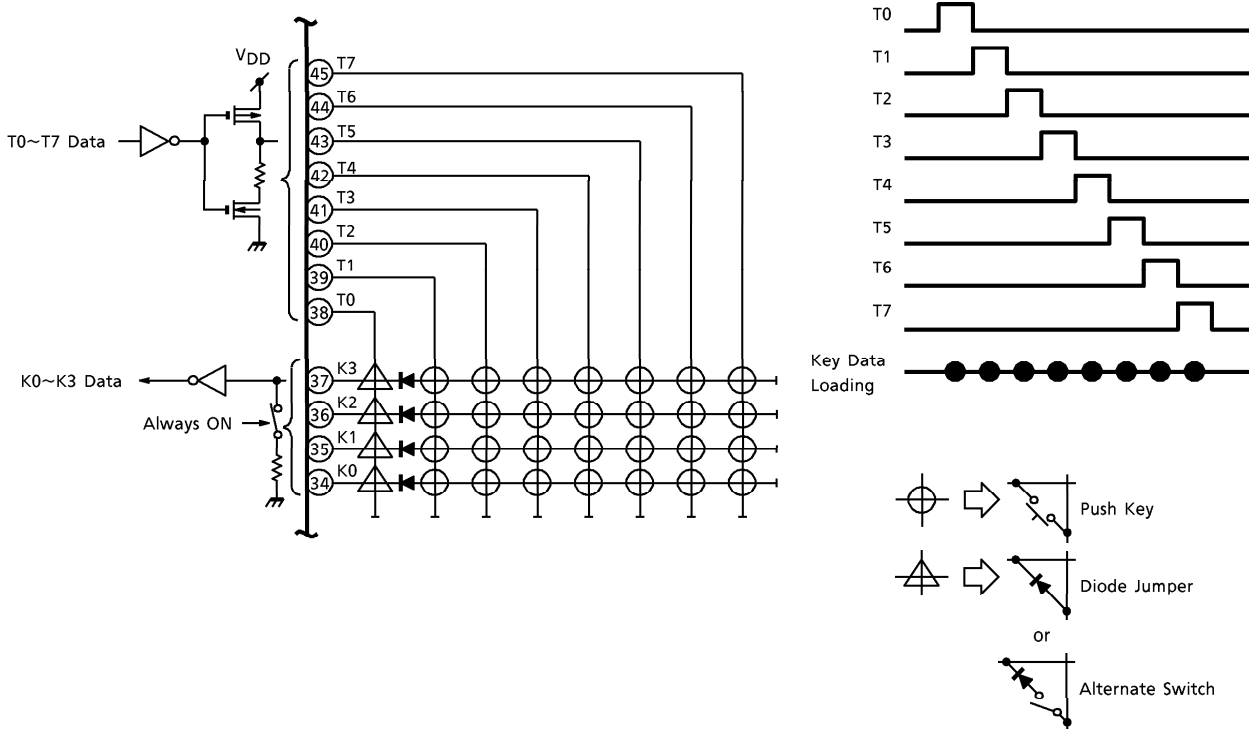 VDD
T0~T7 Data
45 T7
44 T6
43 T5
42 T4
41 T3
40 T2
39 T1
38 T0
K0~K3 Data
Always ON
37 K3
36 K2
35 K1
34 K0
T0
T1
T2
T3
T4
T5
T6
T7
Key Data
Loading
Push Key
Diode Jumper
or
Alternate Switch